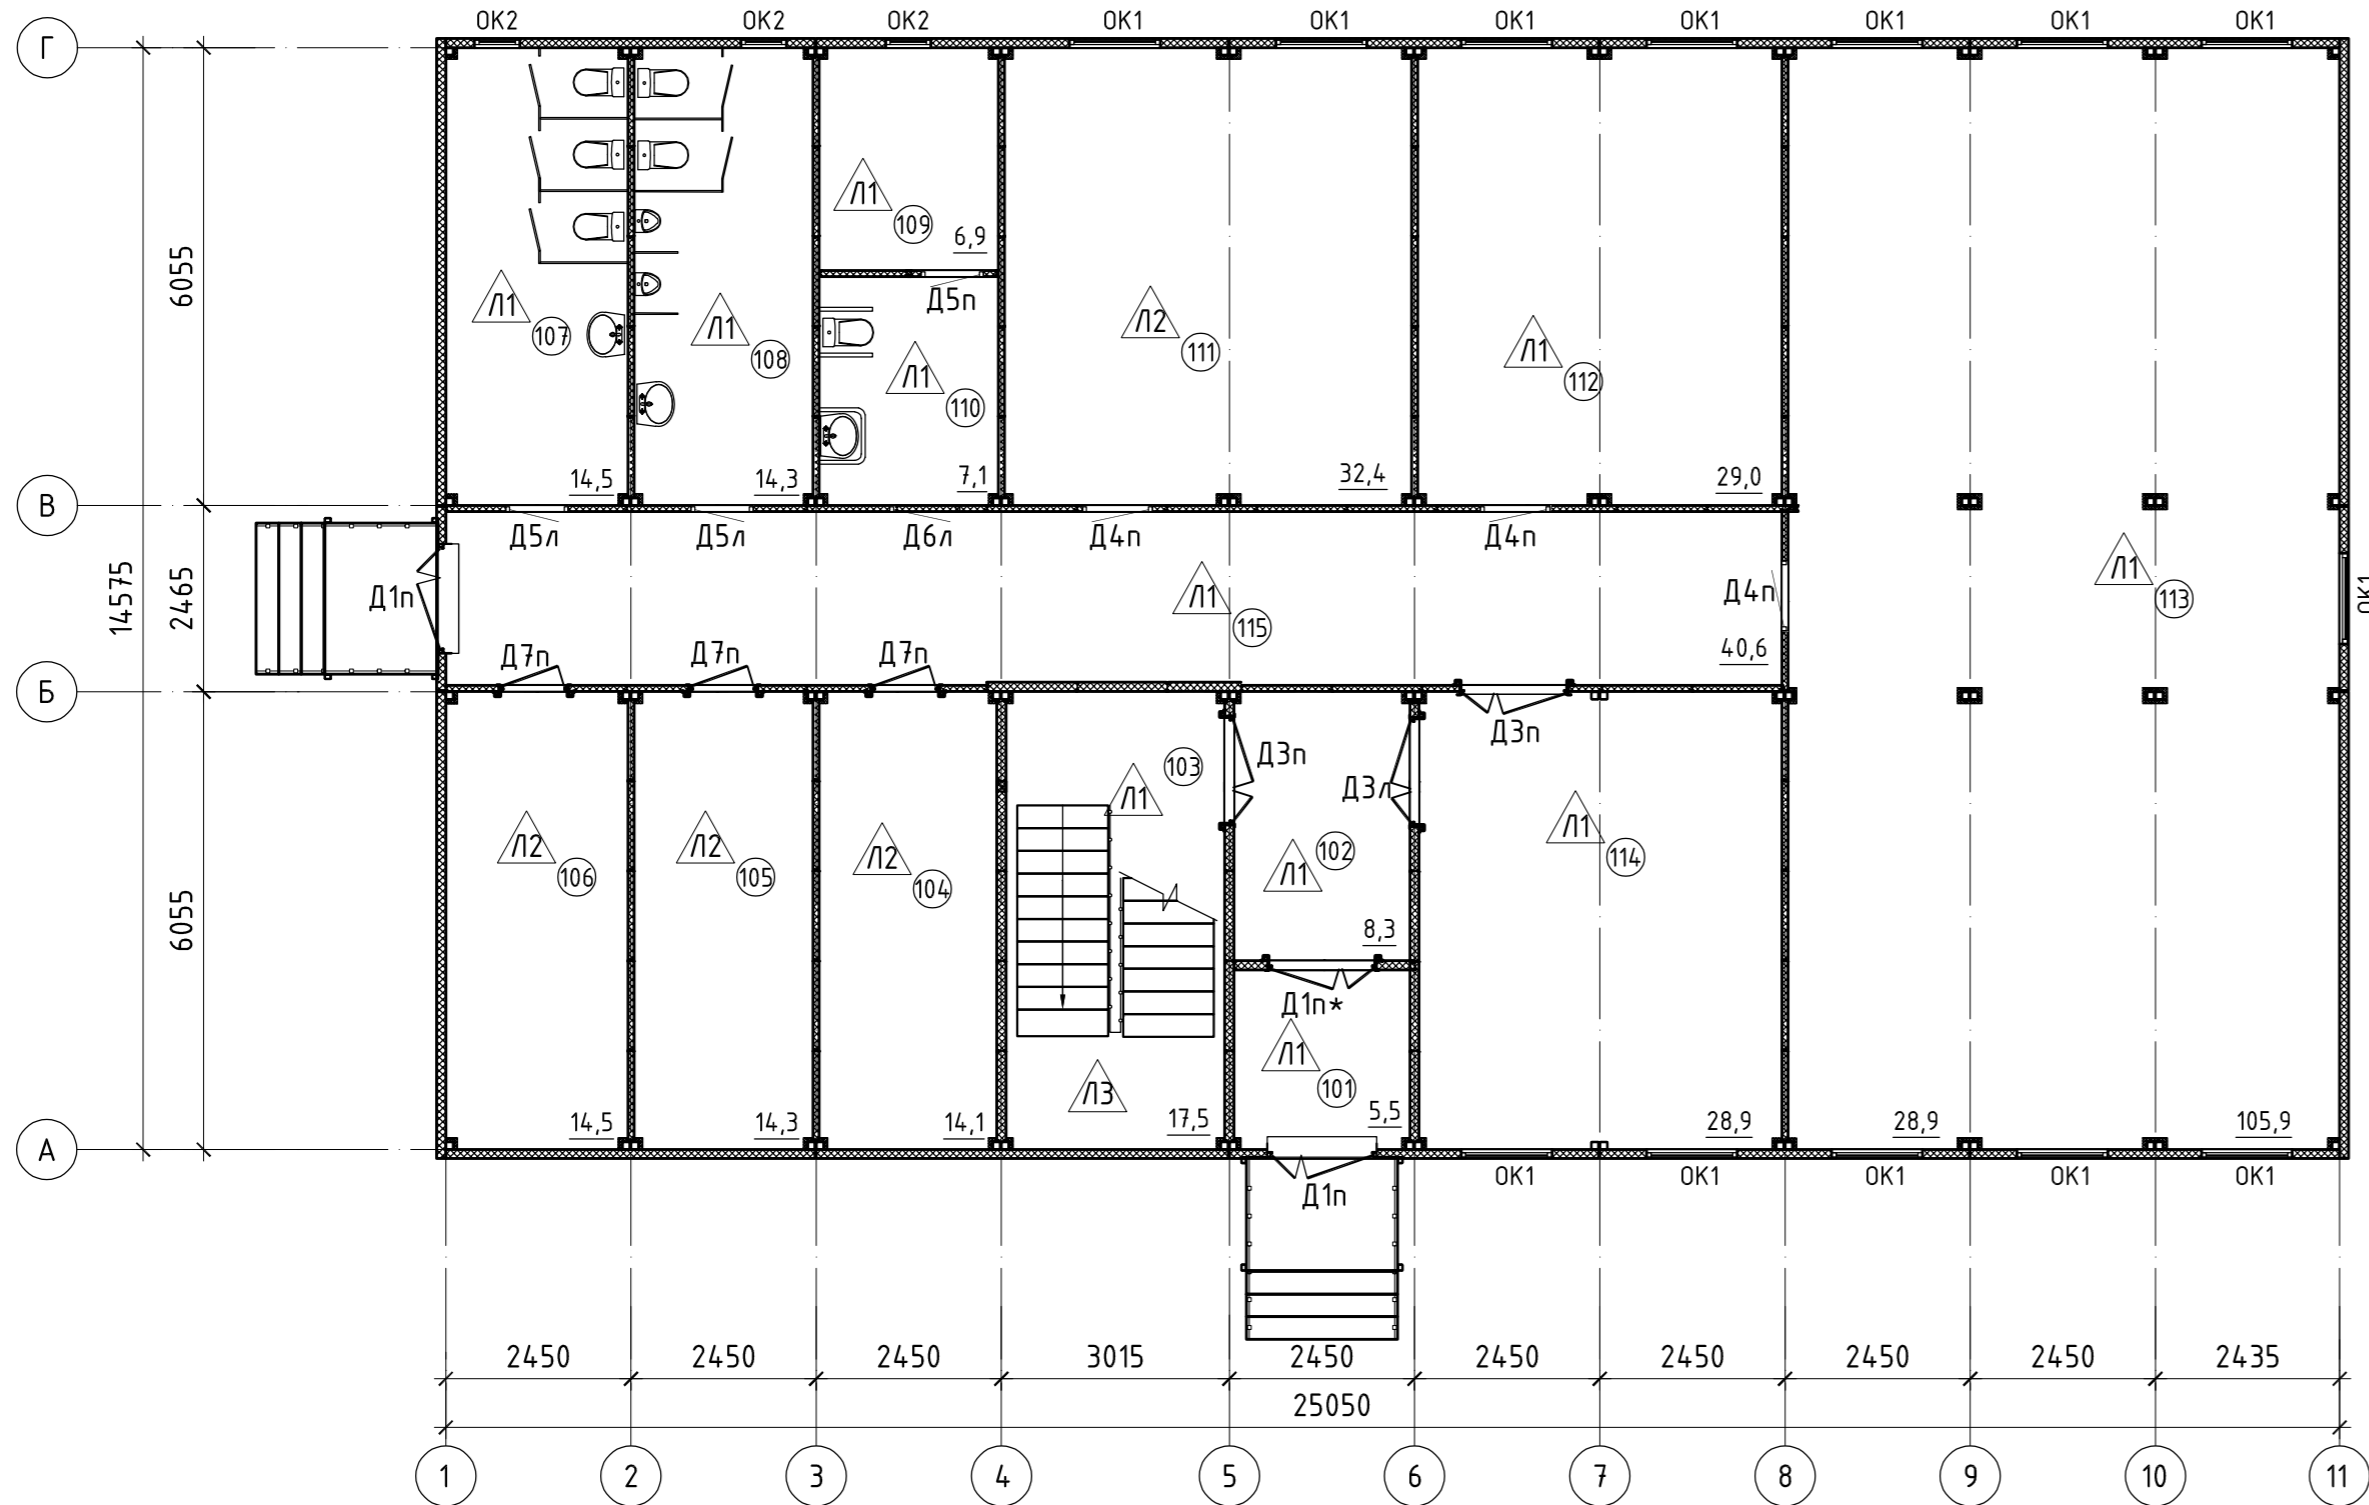 ОК2 ОК2 ОК2 ОК1 ОК1 ОК1 ОК1 ОК1 ОК1 ОК1
Г
Л1 109 6,9
6055
Д5п
Л1 107 Л1 108 Л2 111 Л1 112
Л1 110
14,5 14,3 7,1 32,4 29,0
В
Д5л Д5л Д6л Д4п Д4п
14575 2465 Д1п Л1 115 Д4п Л1 113 ОК1
Д7п Д7п Д7п 40,6
Б
Д3п
103 Д3п Д3л
Л1
Л2 106 Л2 105 Л2 104 Л1 102 Л1 114
6055
8,3
Д1п*
Л1 101
Л3
14,5 14,3 14,1 17,5 5,5 28,9 28,9 105,9
А
ОК1 ОК1 ОК1 ОК1 ОК1
Д1п
2450 2450 2450 3015 2450 2450 2450 2450 2450 2435
25050
1 2 3 4 5 6 7 8 9 10 11